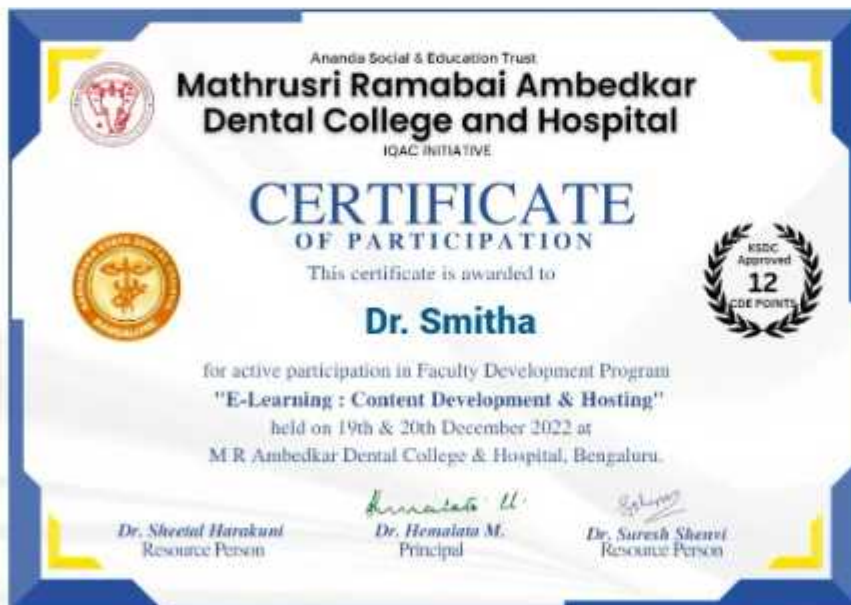 Ananda Social & Education Trust
Mathrusri Ramabai Ambedkar
Dental College and Hospital
IQAC INITIATIVE
CERTIFICATE
OF PARTICIPATION
This certificate is awarded to
KSDC
Approved
12
CDE POINTS
Dr. Smitha
for active participation in Faculty Development Program
"E-Learning : Content Development & Hosting"
held on 19th & 20th December 2022 at
M R Ambedkar Dental College & Hospital, Bengaluru.
Dr. Sheetal Harakuni
Resource Person
Dr. Hemalata M.
Principal
Dr. Suresh Shenvi
Resource Person